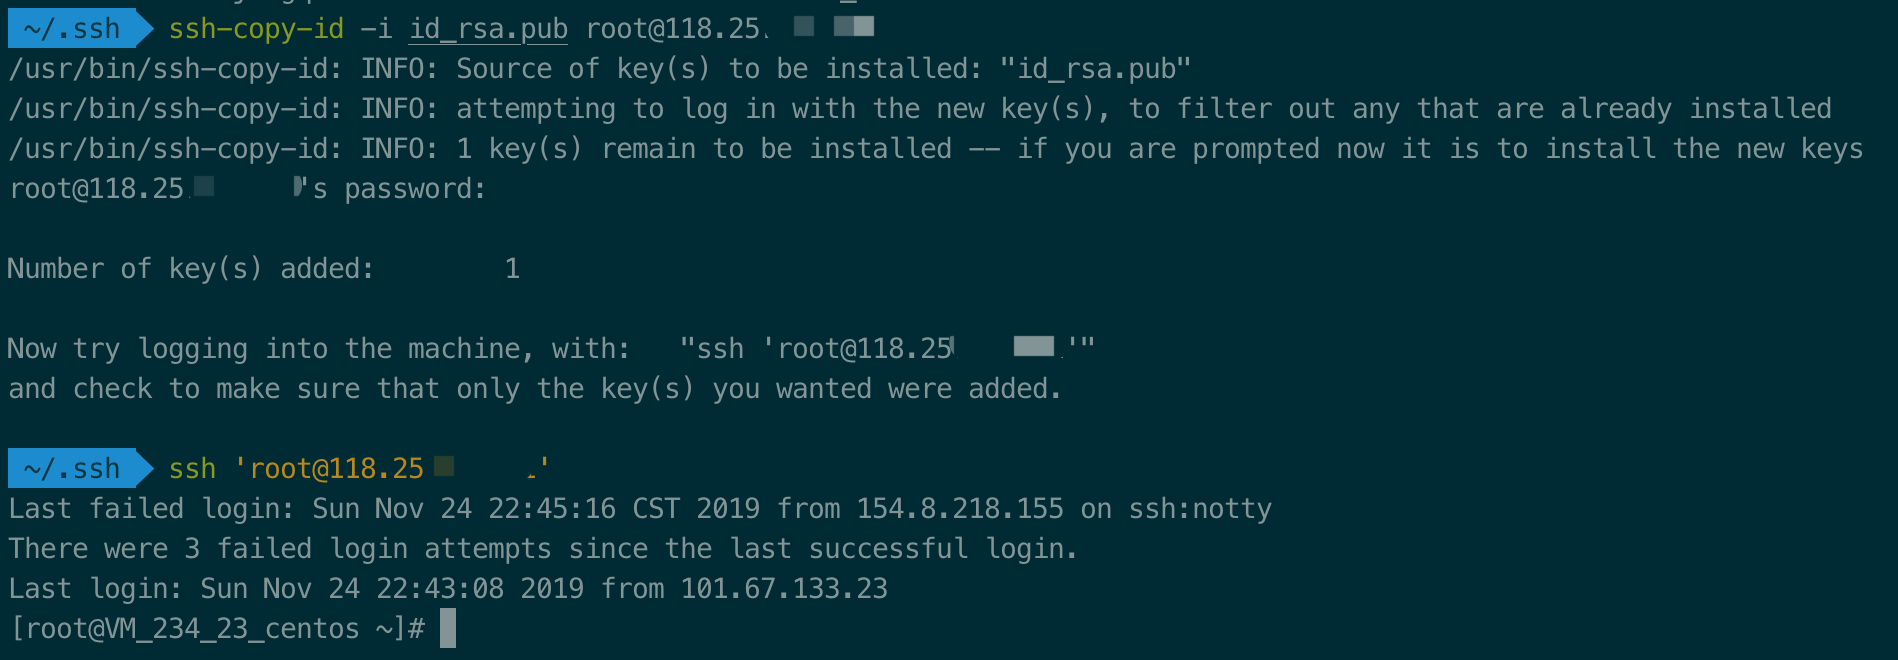 ~/.ssh ssh-copy-id -i id_rsa.pub root@118.25.
/usr/bin/ssh-copy-id: INFO: Source of key(s) to be installed: "id_rsa.pub"
/usr/bin/ssh-copy-id: INFO: attempting to log in with the new key(s), to filter out any that are already installed
/usr/bin/ssh-copy-id: INFO: 1 key(s) remain to be installed -- if you are prompted now it is to install the new keys
root@118.25 's password:
Number of key(s) added: 1
Now try logging into the machine, with: "ssh 'root@118.25 '"
and check to make sure that only the key(s) you wanted were added.
~/.ssh ssh 'root@118.25 '
Last failed login: Sun Nov 24 22:45:16 CST 2019 from 154.8.218.155 on ssh:notty
There were 3 failed login attempts since the last successful login.
Last login: Sun Nov 24 22:43:08 2019 from 101.67.133.23
[root@VM_234_23_centos ~]#